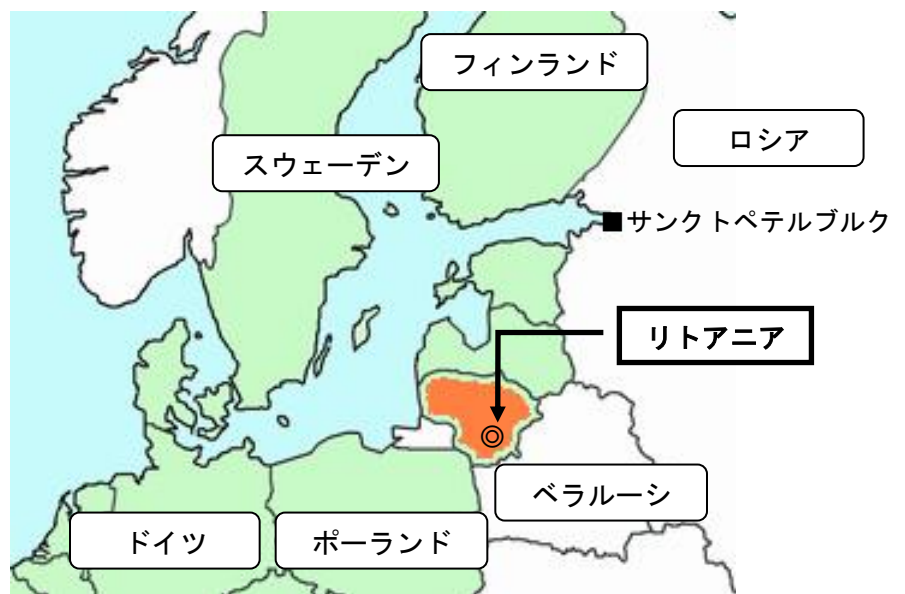 フィンランド
ロシア
スウェーデン
■サンクトペテルブルク
リトアニア
ベラルーシ
ドイツ
ポーランド